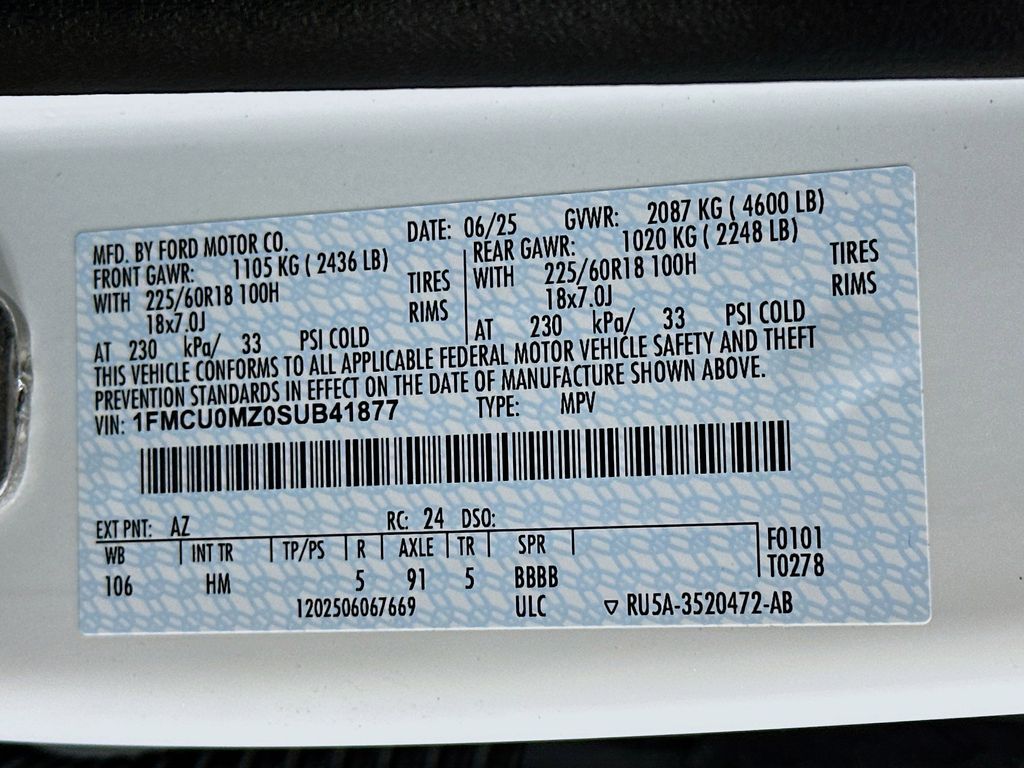 MFD. BY FORD MOTOR CO. DATE: 06/25 GVWR: 2087 KG ( 4600 LB)
FRONT GAWR: 1105 KG ( 2436 LB) REAR GAWR: 1020 KG ( 2248 LB)
WITH 225/60R18 100H TIRES WITH 225/60R18 100H TIRES
18x7.0J RIMS 18x7.0J RIMS
AT 230 kPa/ 33 PSI COLD AT 230 kPa/ 33 PSI COLD
THIS VEHICLE CONFORMS TO ALL APPLICABLE FEDERAL MOTOR VEHICLE SAFETY AND THEFT
PREVENTION STANDARDS IN EFFECT ON THE DATE OF MANUFACTURE SHOWN ABOVE.
VIN: 1FMCU0MZ0SUB41877 TYPE: MPV
EXT PNT: AZ RC: 24 DSO:
WB INT TR TP/PS R AXLE TR SPR F0101
106 HM 5 91 5 BBBB T0278
1202506067669 ULC ▽ RU5A-3520472-AB